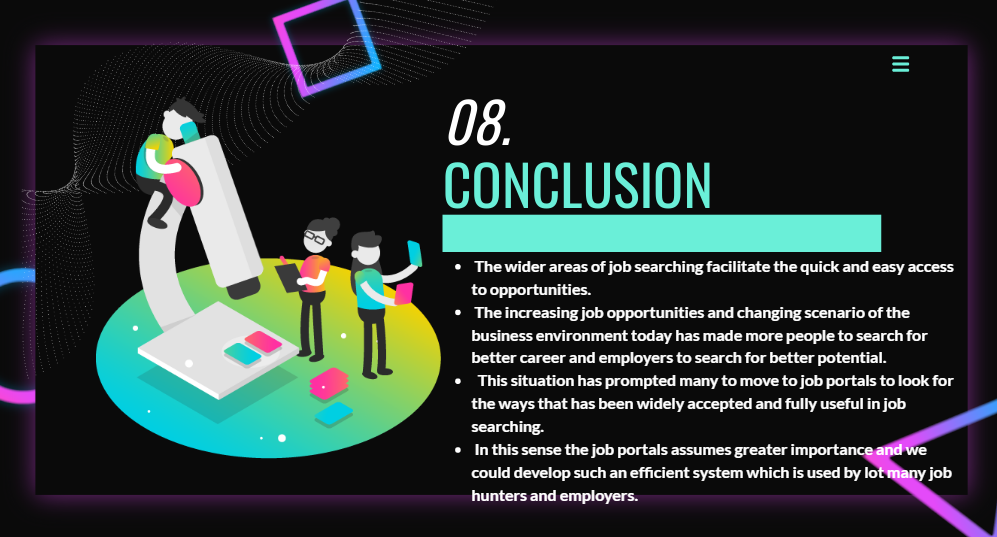 08.
CONCLUSION
• The wider areas of job searching facilitate the quick and easy access
to opportunities.
• The increasing job opportunities and changing scenario of the
business environment today has made more people to search for
better career and employers to search for better potential.
• This situation has prompted many to move to job portals to look for
the ways that has been widely accepted and fully useful in job
searching.
• In this sense the job portals assumes greater importance and we
could develop such an efficient system which is used by lot many job
hunters and employers.